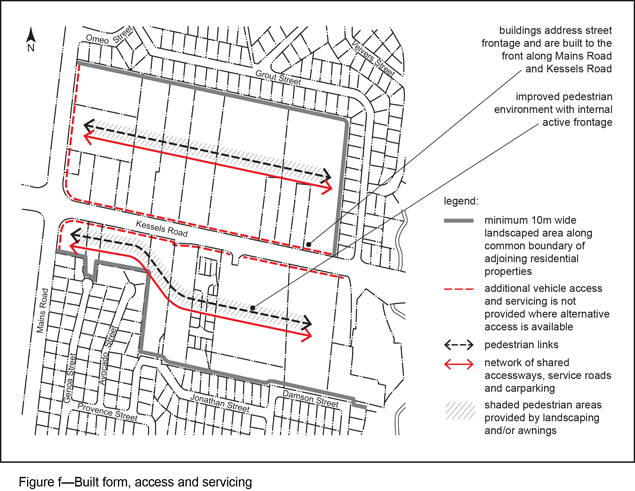 buildings address street
frontage and are built to the
front along Mains Road
and Kessels Road
improved pedestrian
environment with internal
active frontage
N
Omeo Street
Yeivers Street
Grout Street
Kessels Road
Mains Road
Genoa Street
Avocado Street
Provence Street
Jonathan Street
Damson Street
legend:
minimum 10m wide
landscaped area along
common boundary of
adjoining residential
properties
additional vehicle access
and servicing is not
provided where alternative
access is available
pedestrian links
network of shared
accessways, service roads
and carparking
shaded pedestrian areas
provided by landscaping
and/or awnings
Figure f—Built form, access and servicing